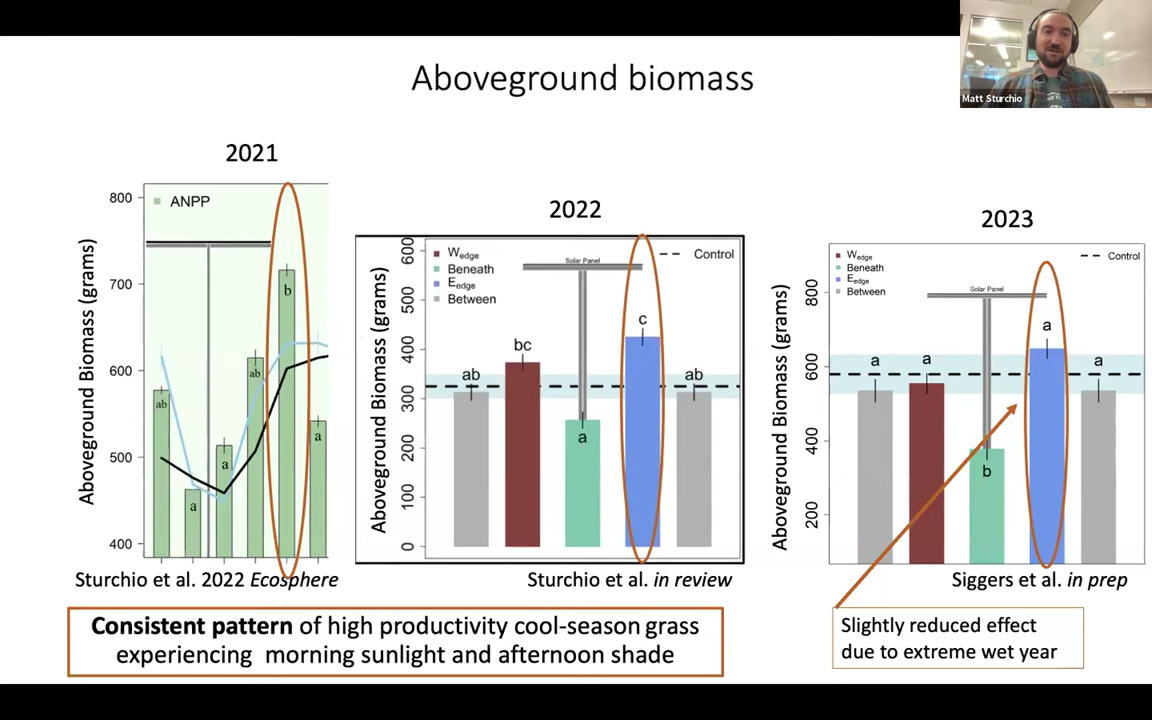 Matt Sturchio
Aboveground biomass
2021
Aboveground Biomass (grams)
800
700
600
500
400
ANPP
ab
a
a
ab
b
a
Sturchio et al. 2022 Ecosphere
2022
Aboveground Biomass (grams)
600
500
400
300
200
100
0
Wedge
Beneath
Eedge
Between
Solar Panel
Control
ab
bc
a
c
ab
Sturchio et al. in review
2023
Aboveground Biomass (grams)
800
600
400
200
Wedge
Beneath
Eedge
Between
Solar Panel
Control
a
a
b
a
a
Siggers et al. in prep
Consistent pattern of high productivity cool-season grass
experiencing morning sunlight and afternoon shade
Slightly reduced effect
due to extreme wet year